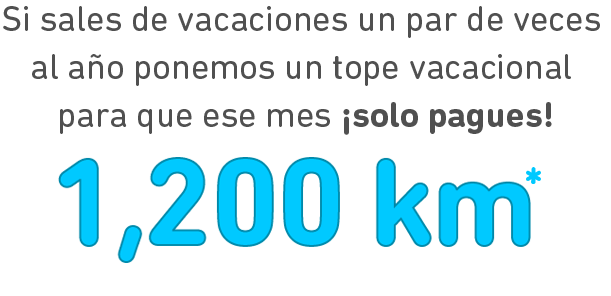 Si sales de vacaciones un par de veces
al año ponemos un tope vacacional
para que ese mes ¡solo pagues!
1,200 km*